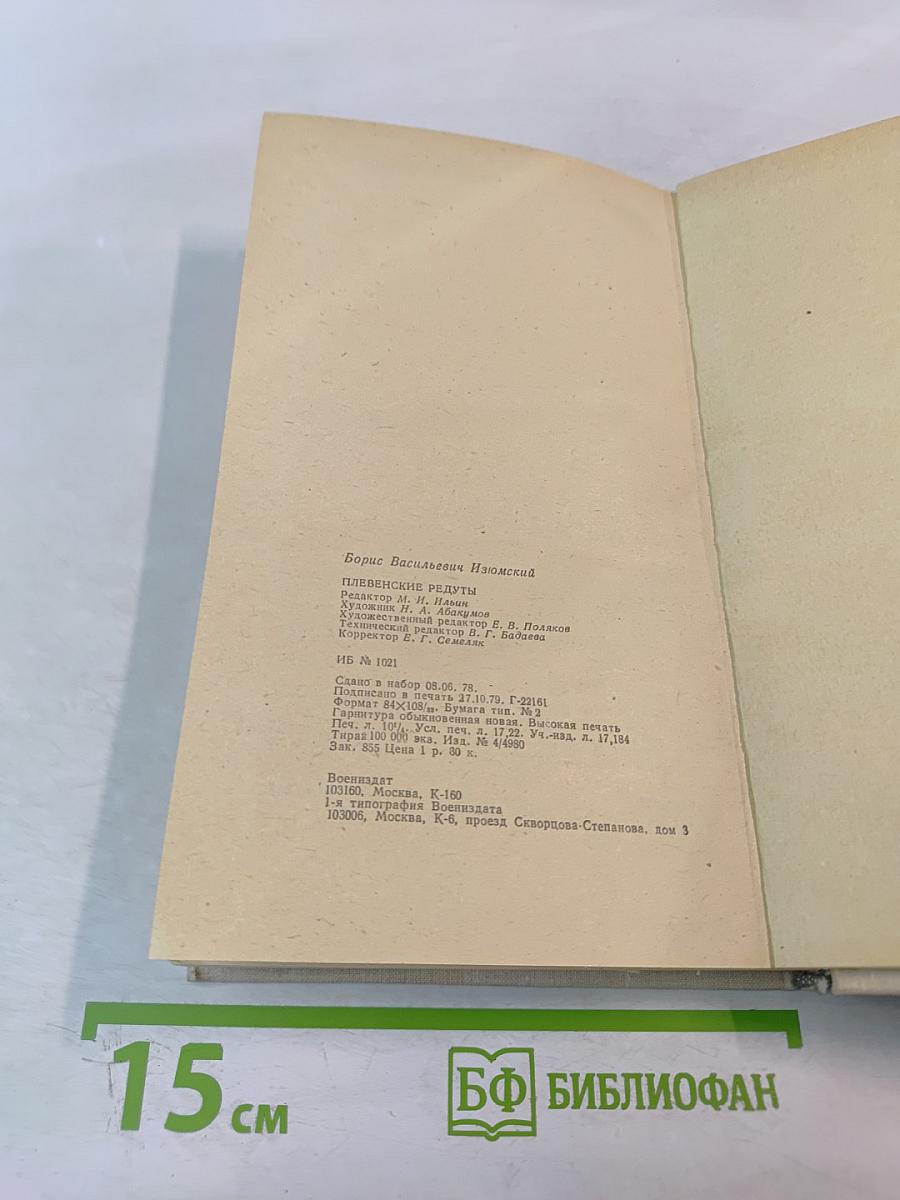 Борис Васильевич Изюмский
ПЛЕВЕНСКИЕ РЕДУТЫ
Редактор М. И. Ильин
Художник Н. А. Абакумов
Художественный редактор Е. В. Поляков
Технический редактор В. Г. Бадаева
Корректор Е. Г. Семеляк
ИБ № 1021
Сдано в набор 08.06. 78.
Подписано в печать 27.10.79. Г-22161
Формат 84×108/32. Бумага тип. № 2
Гарнитура обыкновенная новая. Высокая печать
Печ. л. Усл. печ. л. 17,22. Уч.-изд. л. 17,184
Тираж 100 000 экз. Изд. № 4/4980
Зак. 855 Цена 1 р. 80 к.
Воениздат
103160, Москва, К-160
1-я типография Воениздата
103006, Москва, К-6, проезд Скворцова-Степанова, дом 3
15 см
БФ БИБЛИОФАН